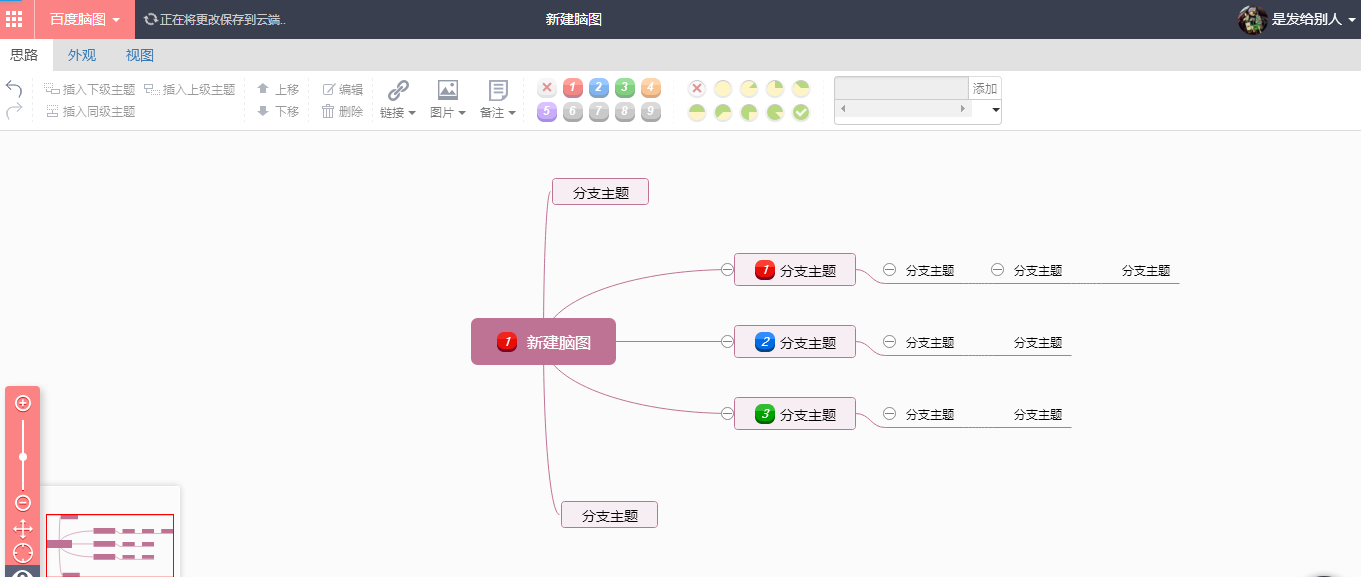 百度脑图 正在将更改保存到云端.. 新建脑图 是发给别人
思路 外观 视图
插入下级主题 插入上级主题 上移 编辑 1 2 3 4 添加
插入同级主题 下移 删除 链接 图片 备注 5 6 7 8 9
分支主题
1 分支主题 分支主题 分支主题 分支主题
1 新建脑图 2 分支主题 分支主题 分支主题
3 分支主题 分支主题 分支主题
分支主题